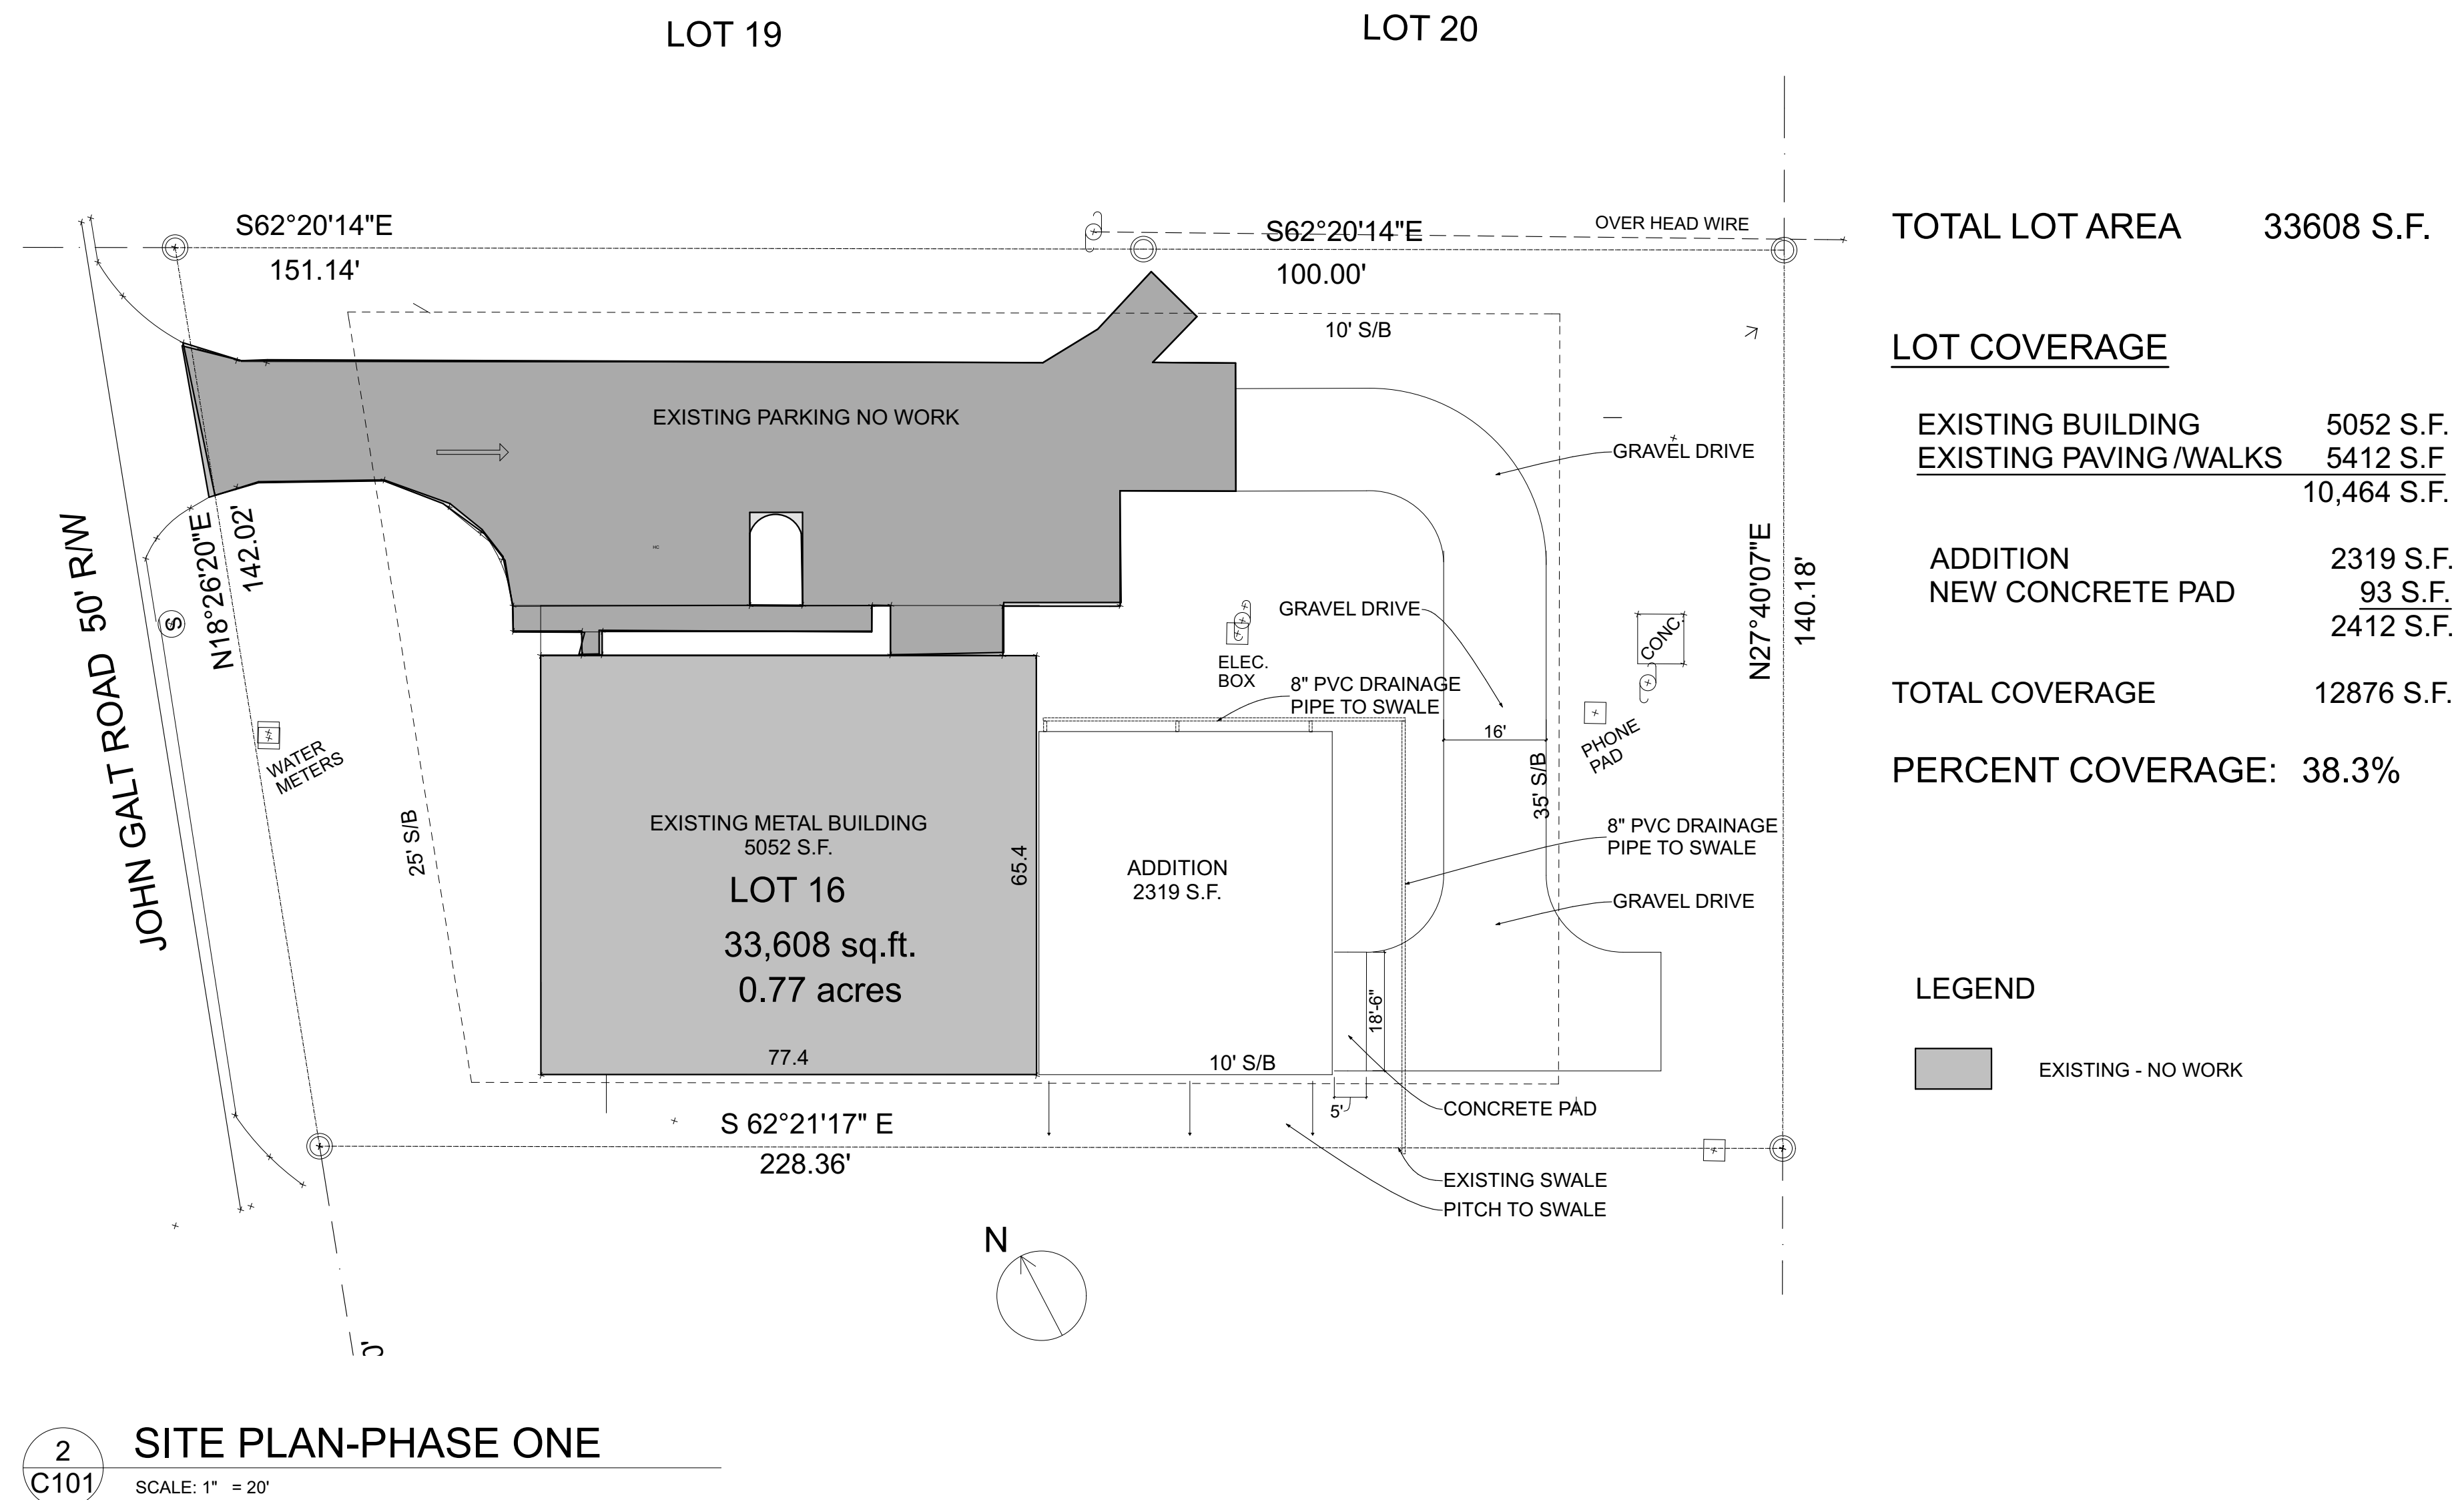 LOT 19
LOT 20
S62°20'14"E
151.14'
S62°20'14"E
100.00'
OVER HEAD WIRE
10' S/B
EXISTING PARKING NO WORK
GRAVEL DRIVE
HC
JOHN GALT ROAD 50' R/W
S
N18°26'20"E
142.02'
WATER
METERS
25' S/B
GRAVEL DRIVE
ELEC.
BOX
8" PVC DRAINAGE
PIPE TO SWALE
16'
35' S/B
CONC.
PHONE
PAD
N27°40'07"E
140.18'
EXISTING METAL BUILDING
5052 S.F.
LOT 16
33,608 sq.ft.
0.77 acres
77.4
65.4
ADDITION
2319 S.F.
8" PVC DRAINAGE
PIPE TO SWALE
GRAVEL DRIVE
18'-6"
10' S/B
5'
CONCRETE PAD
S 62°21'17" E
228.36'
EXISTING SWALE
PITCH TO SWALE
N
TOTAL LOT AREA 33608 S.F.
LOT COVERAGE
EXISTING BUILDING 5052 S.F.
EXISTING PAVING/WALKS 5412 S.F
10,464 S.F.
ADDITION 2319 S.F.
NEW CONCRETE PAD 93 S.F.
2412 S.F.
TOTAL COVERAGE 12876 S.F.
PERCENT COVERAGE: 38.3%
LEGEND
EXISTING - NO WORK
2
C101
SITE PLAN-PHASE ONE
SCALE: 1" = 20'